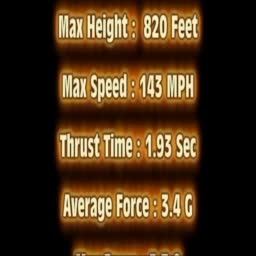 Max Height : 820 Feet
Max Speed : 143 MPH
Thrust Time : 1.93 Sec
Average Force : 3.4 G